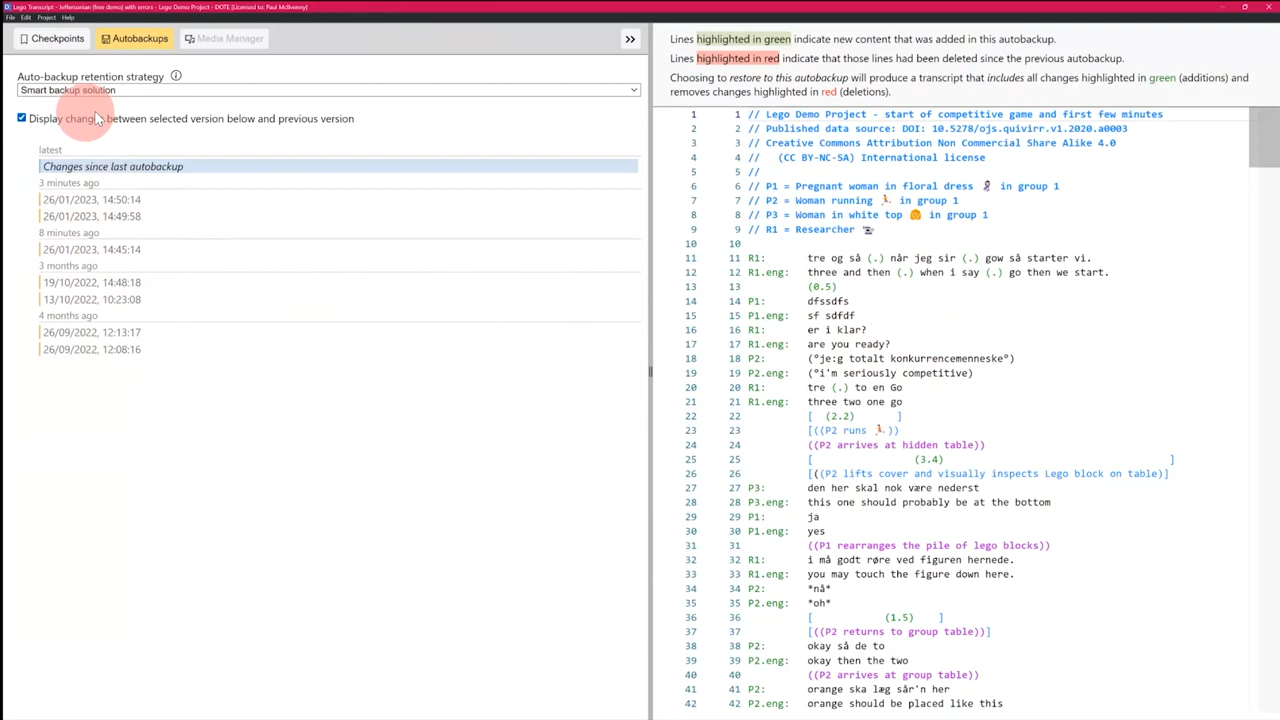 Lego Transcript - Jeffersonian (free demo) with errors - Lego Demo Project - DOTE [Licensed to: Paul McIlvenny]
File Edit Project Help
Checkpoints Autobackups Media Manager
Auto-backup retention strategy
Smart backup solution
Display changes between selected version below and previous version
latest
Changes since last autobackup
3 minutes ago
26/01/2023, 14:50:14
26/01/2023, 14:49:58
8 minutes ago
26/01/2023, 14:45:14
3 months ago
19/10/2022, 14:48:18
13/10/2022, 10:23:08
4 months ago
26/09/2022, 12:13:17
26/09/2022, 12:08:16
Lines highlighted in green indicate new content that was added in this autobackup.
Lines highlighted in red indicate that those lines had been deleted since the previous autobackup.
Choosing to restore to this autobackup will produce a transcript that includes all changes highlighted in green (additions) and
removes changes highlighted in red (deletions).
1 1 // Lego Demo Project - start of competitive game and first few minutes
2 2 // Published data source: DOI: 10.5278/ojs.quivirr.v1.2020.a0003
3 3 // Creative Commons Attribution Non Commercial Share Alike 4.0
4 4 // (CC BY-NC-SA) International license
5 5 //
6 6 // P1 = Pregnant woman in floral dress in group 1
7 7 // P2 = Woman running in group 1
8 8 // P3 = Woman in white top in group 1
9 9 // R1 = Researcher
10 10
11 11 R1: tre og så (.) når jeg sir (.) gow så starter vi.
12 12 R1.eng: three and then (.) when i say (.) go then we start.
13 13 (0.5)
14 14 P1: dfssdfs
15 15 P1.eng: sf sdfdf
16 16 R1: er i klar?
17 17 R1.eng: are you ready?
18 18 P2: (°je:g totalt konkurrencemenneske°)
19 19 P2.eng: (°i'm seriously competitive)
20 20 R1: tre (.) to en Go
21 21 R1.eng: three two one go
22 22 [ (2.2) ]
23 23 [((P2 runs ))
24 24 ((P2 arrives at hidden table))
25 25 [ (3.4) ]
26 26 [((P2 lifts cover and visually inspects Lego block on table)]
27 27 P3: den her skal nok være nederst
28 28 P3.eng: this one should probably be at the bottom
29 29 P1: ja
30 30 P1.eng: yes
31 31 ((P1 rearranges the pile of lego blocks))
32 32 R1: i må godt røre ved figuren hernede.
33 33 R1.eng: you may touch the figure down here.
34 34 P2: *nå*
35 35 P2.eng: *oh*
36 36 [ (1.5) ]
37 37 [((P2 returns to group table))]
38 38 P2: okay så de to
39 39 P2.eng: okay then the two
40 40 ((P2 arrives at group table))
41 41 P2: orange ska læg sår'n her
42 42 P2.eng: orange should be placed like this